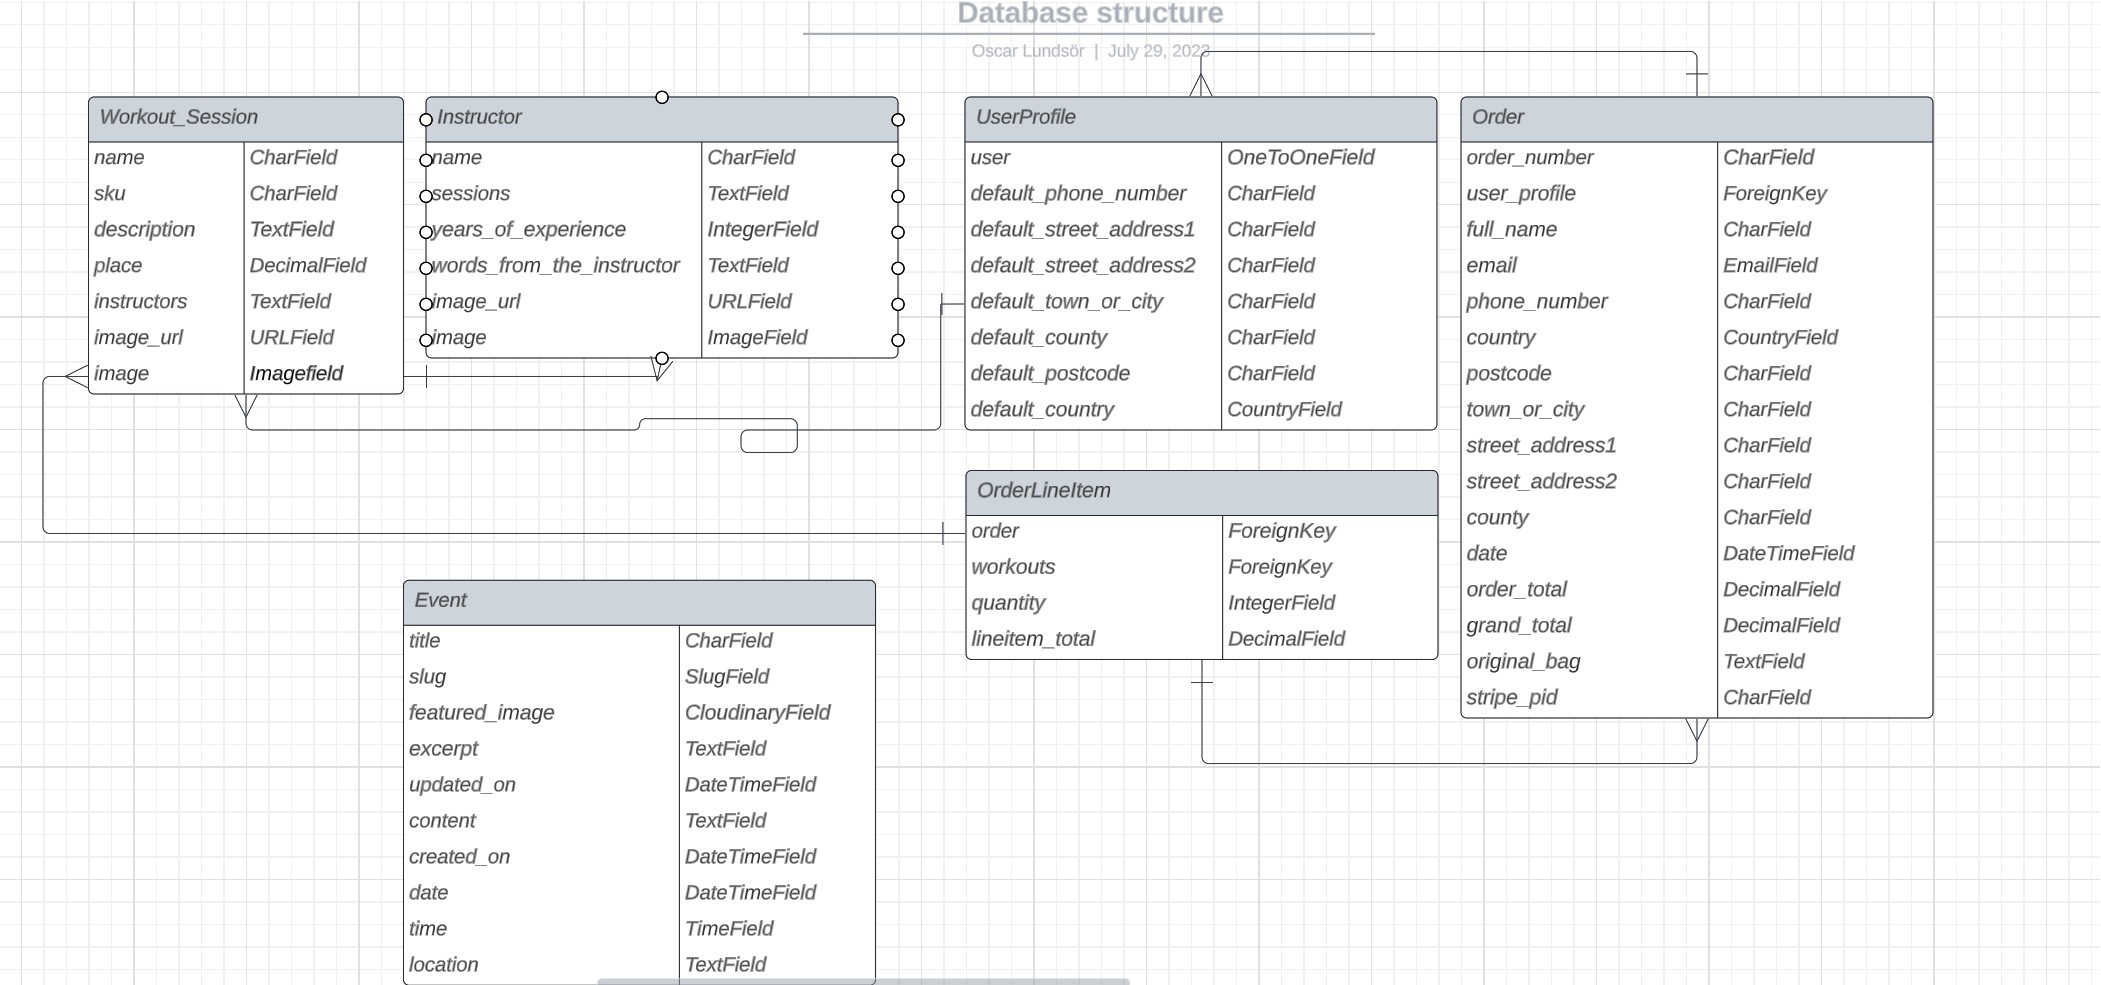 Database structure
Oscar Lundsör | July 29, 2023
Workout_Session
name CharField
sku CharField
description TextField
place DecimalField
instructors TextField
image_url URLField
image Imagefield
Instructor
name CharField
sessions TextField
years_of_experience IntegerField
words_from_the_instructor TextField
image_url URLField
image ImageField
UserProfile
user OneToOneField
default_phone_number CharField
default_street_address1 CharField
default_street_address2 CharField
default_town_or_city CharField
default_county CharField
default_postcode CharField
default_country CountryField
Order
order_number CharField
user_profile ForeignKey
full_name CharField
email EmailField
phone_number CharField
country CountryField
postcode CharField
town_or_city CharField
street_address1 CharField
street_address2 CharField
county CharField
date DateTimeField
order_total DecimalField
grand_total DecimalField
original_bag TextField
stripe_pid CharField
OrderLineItem
order ForeignKey
workouts ForeignKey
quantity IntegerField
lineitem_total DecimalField
Event
title CharField
slug SlugField
featured_image CloudinaryField
excerpt TextField
updated_on DateTimeField
content TextField
created_on DateTimeField
date DateTimeField
time TimeField
location TextField